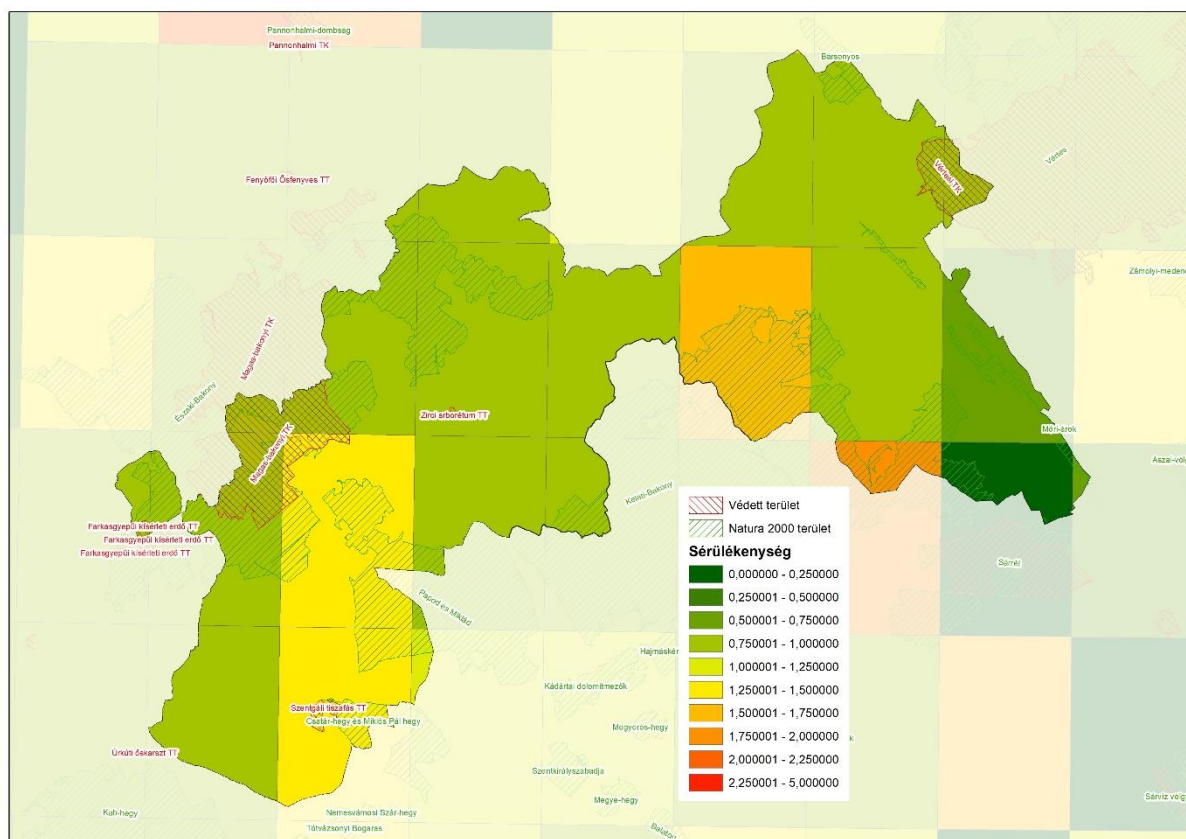 Pannonhalmi-dombság
Pannonhalmi TK
Bársonyos
Vértes
Vértesi TK
Fenyőfői Ősfenyves TT
Zámolyi-medence
Magas-bakonyi TK
Északi-Bakony
Zirci arborétum TT
Móri-árok
Magas-bakonyi TK
Aszal-völgy
Keleti-Bakony
Farkasgyepűi kísérleti erdő TT
Farkasgyepűi kísérleti erdő TT
Farkasgyepűi kísérleti erdő TT
Sárrét
Papod és Miklád
Hajmáskér
Kádártai dolomitmezők
Szentgáli tiszafás TT
Csatár-hegy és Miklós Pál hegy
Mogyorós-hegy
Úrkúti őskarszt TT
Szentkirályszabadja
Megye-hegy
Sárvíz völg
Kab-hegy
Nemesvámosi Szár-hegy
Tótvázsonyi Bogaras
Védett terület
Natura 2000 terület
Sérülékenység
0,000000 - 0,250000
0,250001 - 0,500000
0,500001 - 0,750000
0,750001 - 1,000000
1,000001 - 1,250000
1,250001 - 1,500000
1,500001 - 1,750000
1,750001 - 2,000000
2,000001 - 2,250000
2,250001 - 5,000000